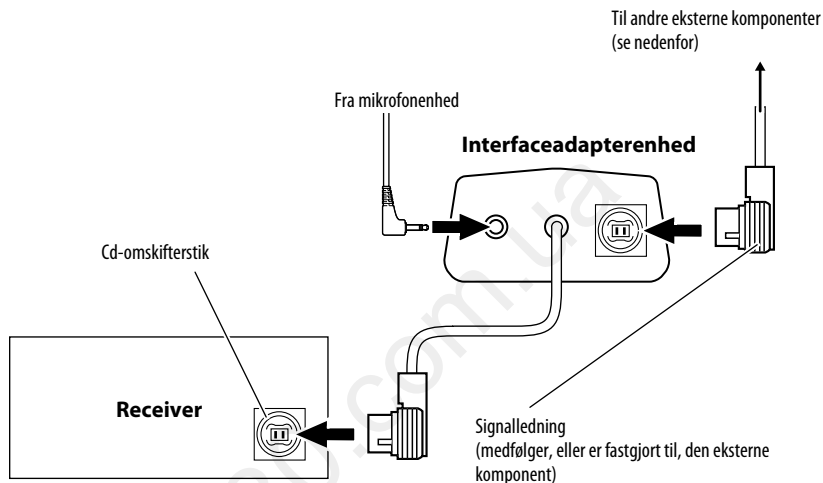 Til andre eksterne komponenter
(se nedenfor)
Fra mikrofonenhed
Interfaceadapterenhed
Cd-omskifterstik
Receiver
Signalledning
(medfølger, eller er fastgjort til, den eksterne
komponent)